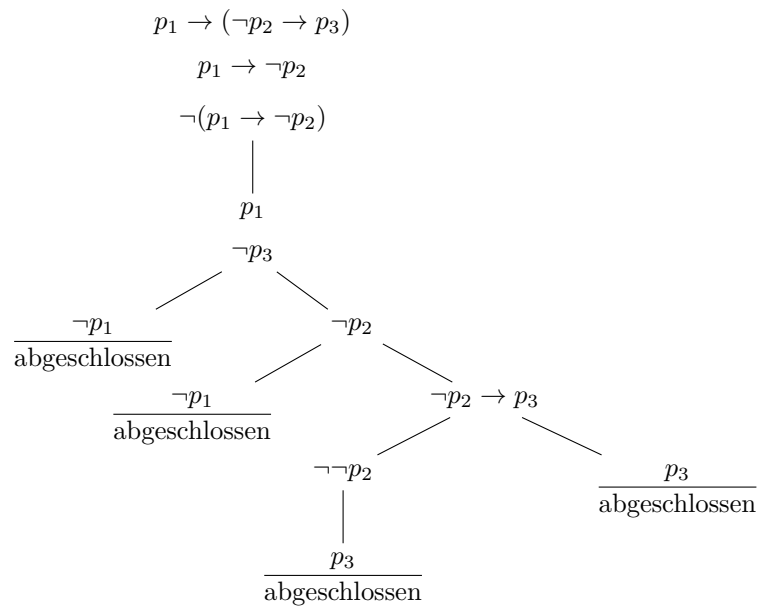 p₁ → (¬p₂ → p₃)
p₁ → ¬p₂
¬(p₁ → ¬p₂)
p₁
¬p₃
¬p₁
abgeschlossen
¬p₂
¬p₁
abgeschlossen
¬p₂ → p₃
¬¬p₂
p₃
abgeschlossen
p₃
abgeschlossen